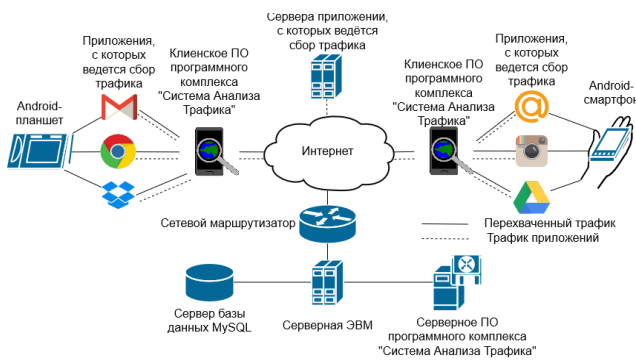 Сервера приложений,
с которых ведётся
сбор трафика
Приложения,
с которых
ведется сбор
трафика
Клиенское ПО
программного
комплекса
"Система Анализа
Трафика"
Клиенское ПО
программного
комплекса
"Система Анализа
Трафика"
Приложения,
с которых
ведется сбор
трафика
Android-
планшет
Android-
смартфон
Интернет
Сетевой маршрутизатор
Перехваченный трафик
Трафик приложений
Сервер базы
данных MySQL
Серверная ЭВМ
Серверное ПО
программного комплекса
"Система Анализа Трафика"